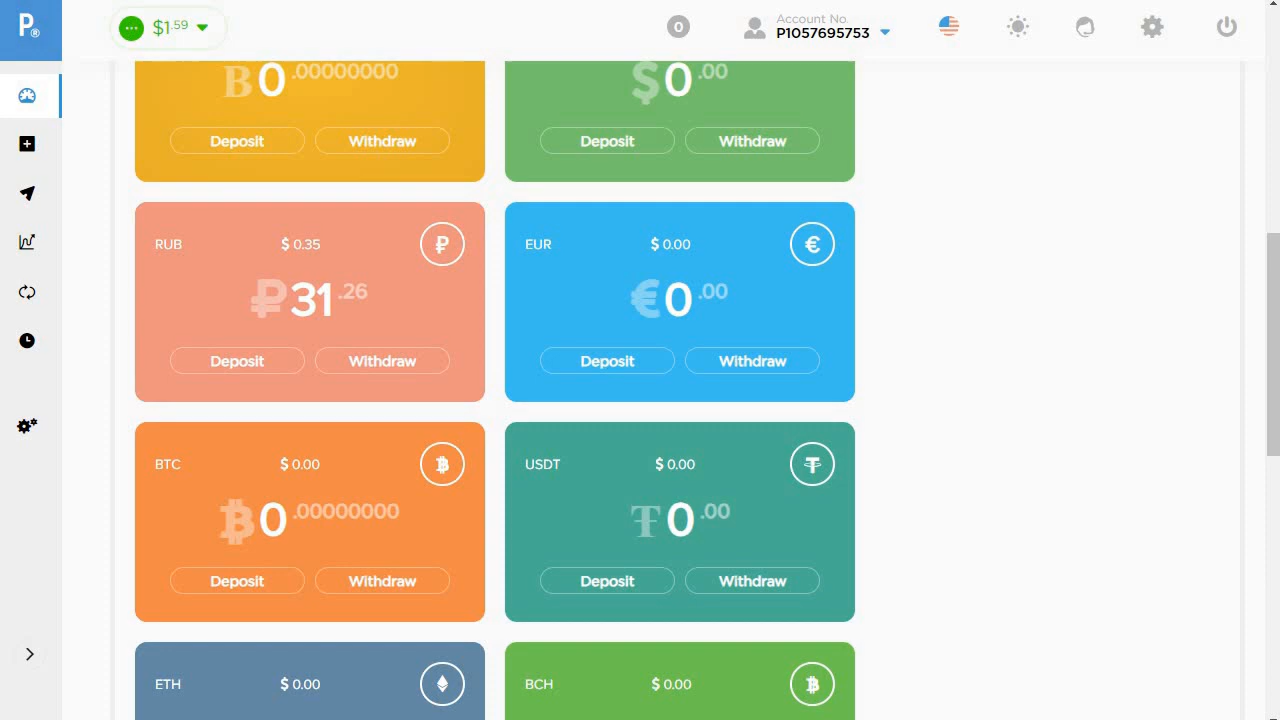 P®
$1.59
0
Account No.
P1057695753
B 0.00000000
$ 0.00
Deposit
Withdraw
Deposit
Withdraw
RUB
$ 0.35
₽
EUR
$ 0.00
€
₽ 31.26
€ 0.00
Deposit
Withdraw
Deposit
Withdraw
BTC
$ 0.00
₿
USDT
$ 0.00
₮
₿ 0.00000000
₮ 0.00
Deposit
Withdraw
Deposit
Withdraw
ETH
$ 0.00
BCH
$ 0.00
₿